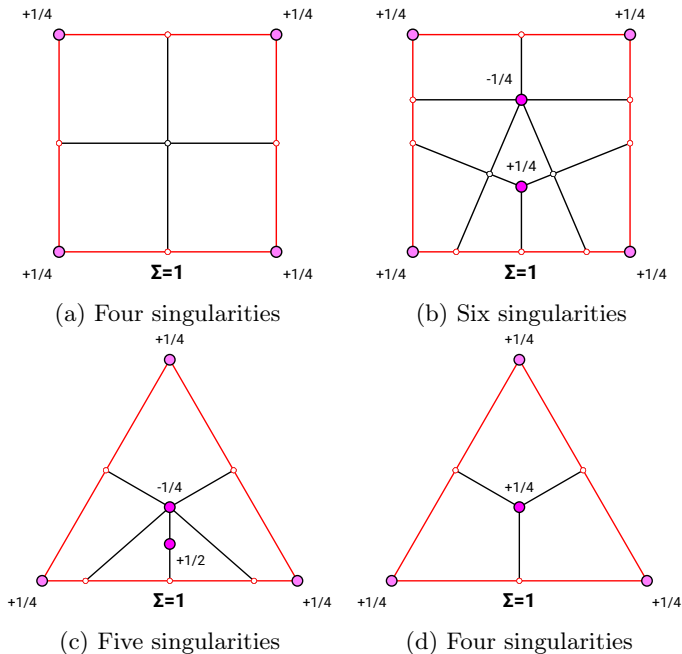 +1/4 +1/4 +1/4 +1/4
-1/4
+1/4
+1/4 Σ=1 +1/4 +1/4 Σ=1 +1/4
(a) Four singularities (b) Six singularities
+1/4 +1/4
-1/4 +1/4
+1/2
+1/4 Σ=1 +1/4 +1/4 Σ=1 +1/4
(c) Five singularities (d) Four singularities